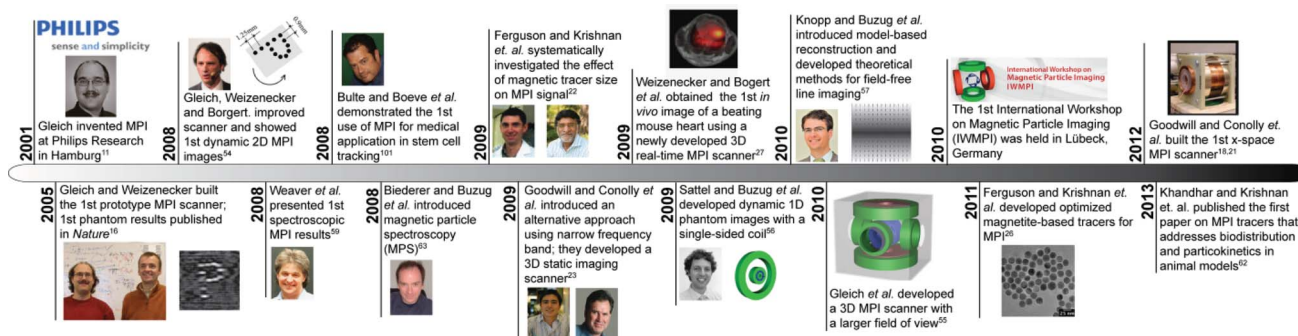 PHILIPS
sense and simplicity
2001
Gleich invented MPI
at Philips Research
in Hamburg11
1.25mm
0.9mm
2008
Gleich, Weizenecker
and Borgert. improved
scanner and showed
1st dynamic 2D MPI
images54
2008
Bulte and Boeve et al.
demonstrated the 1st
use of MPI for medical
application in stem cell
tracking101
2009
Ferguson and Krishnan
et. al. systematically
investigated the effect
of magnetic tracer size
on MPI signal22
2009
Weizenecker and Bogert
et al. obtained the 1st in
vivo image of a beating
mouse heart using a
newly developed 3D
real-time MPI scanner27
2010
Knopp and Buzug et al.
introduced model-based
reconstruction and
developed theoretical
methods for field-free
line imaging57
2010
International Workshop on
Magnetic Particle Imaging
IWMPI
The 1st International Workshop
on Magnetic Particle Imaging
(IWMPI) was held in Lübeck,
Germany
2012
Goodwill and Conolly et.
al. built the 1st x-space
MPI scanner18,21
2005
Gleich and Weizenecker built
the 1st prototype MPI scanner;
1st phantom results published
in Nature16
2008
Weaver et al.
presented 1st
spectroscopic
MPI results59
2008
Biederer and Buzug
et al. introduced
magnetic particle
spectroscopy
(MPS)63
2009
Goodwill and Conolly et
al. introduced an
alternative approach
using narrow frequency
band; they developed a
3D static imaging
scanner23
2009
Sattel and Buzug et al.
developed dynamic 1D
phantom images with a
single-sided coil56
2010
Gleich et al. developed
a 3D MPI scanner with
a larger field of view55
2011
Ferguson and Krishnan et.
al. developed optimized
magnetite-based tracers for
MPI26
25 nm
2013
Khandhar and Krishnan
et. al. published the first
paper on MPI tracers that
addresses biodistribution
and particokinetics in
animal models62